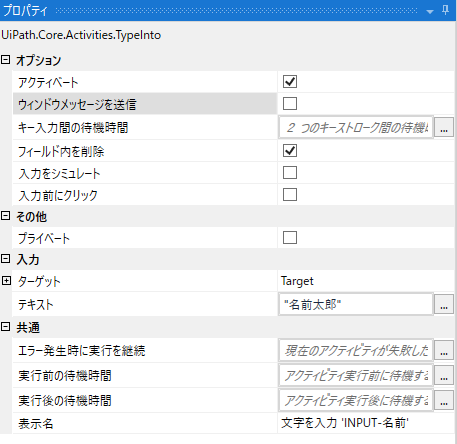 プロパティ
UiPath.Core.Activities.TypeInto
オプション
アクティベート
ウィンドウメッセージを送信
キー入力間の待機時間 2 つのキーストローク間の待機 ...
フィールド内を削除
入力をシミュレート
入力前にクリック
その他
プライベート
入力
ターゲット Target
テキスト "名前太郎" ...
共通
エラー発生時に実行を継続 現在のアクティビティが失敗した ...
実行前の待機時間 アクティビティ実行前に待機する ...
実行後の待機時間 アクティビティ実行後に待機する ...
表示名 文字を入力 'INPUT-名前'